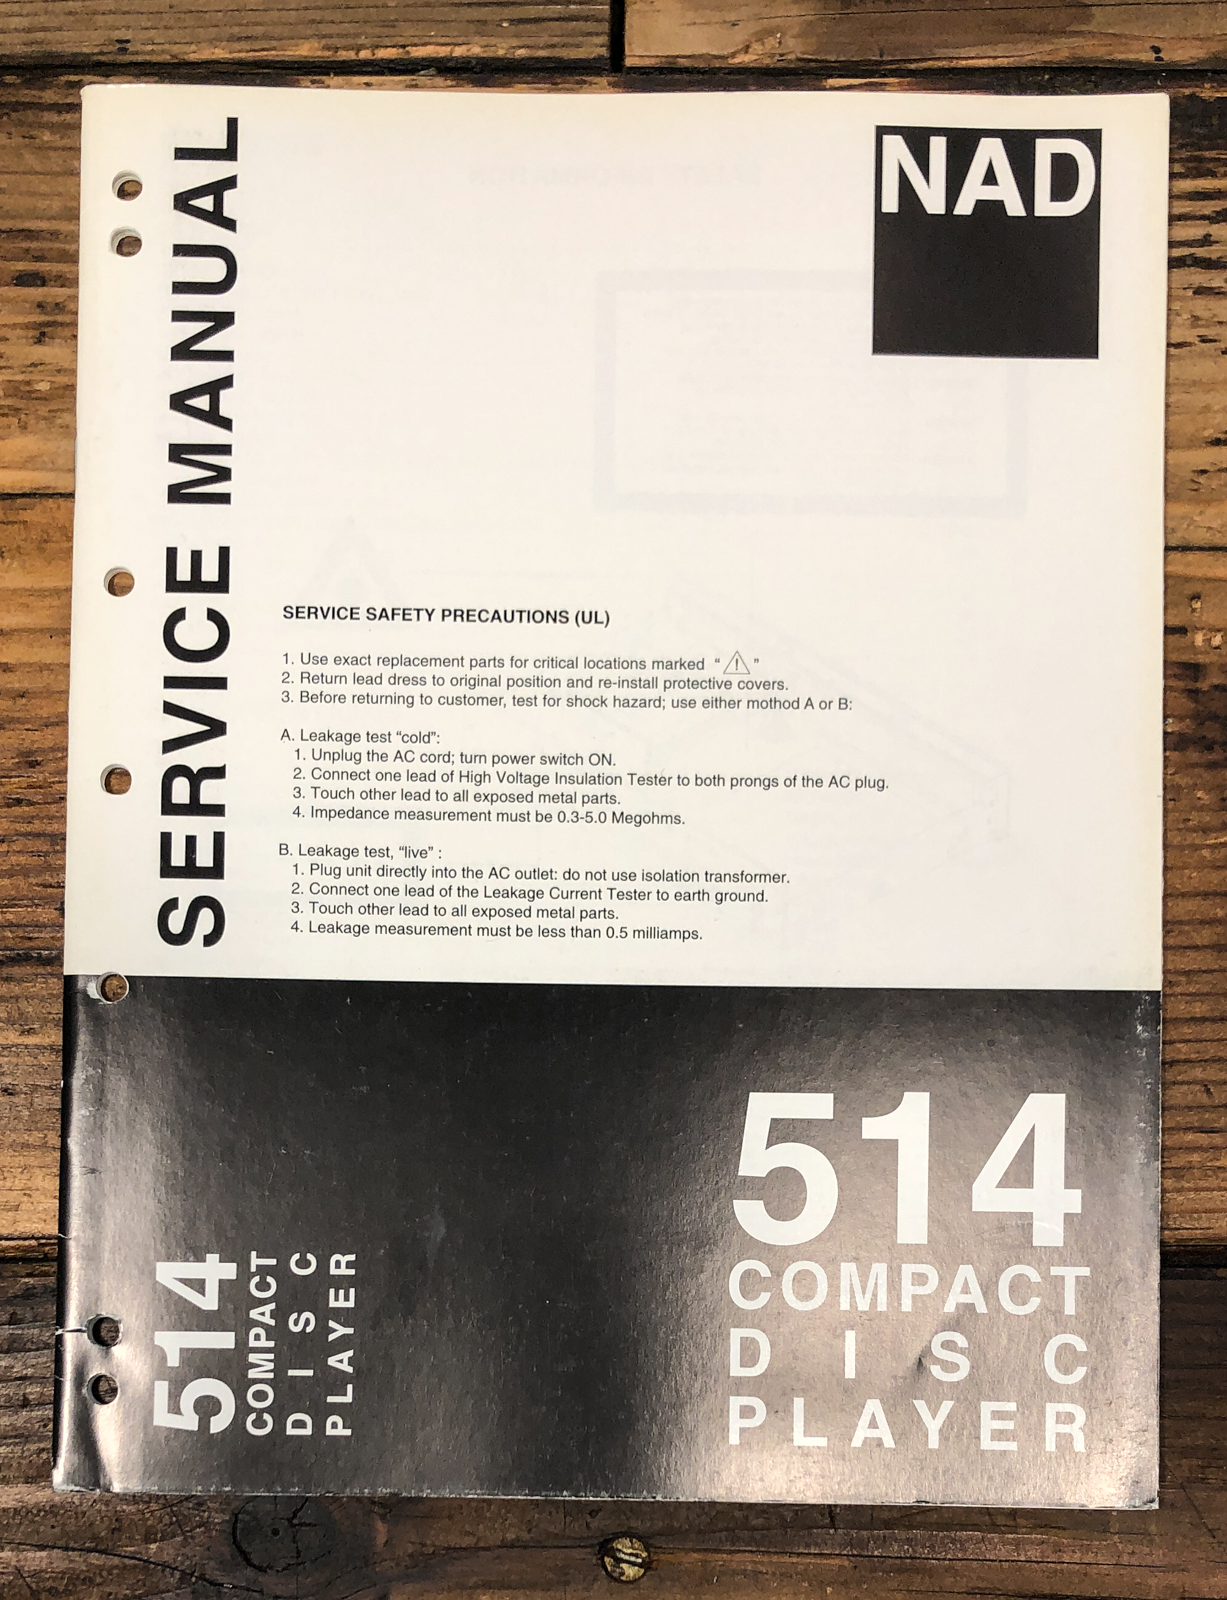 NAD
SERVICE MANUAL
SERVICE SAFETY PRECAUTIONS (UL)
1. Use exact replacement parts for critical locations marked “ ⚠ ”
2. Return lead dress to original position and re-install protective covers.
3. Before returning to customer, test for shock hazard; use either mothod A or B:
A. Leakage test “cold”:
1. Unplug the AC cord; turn power switch ON.
2. Connect one lead of High Voltage Insulation Tester to both prongs of the AC plug.
3. Touch other lead to all exposed metal parts.
4. Impedance measurement must be 0.3-5.0 Megohms.
B. Leakage test, “live” :
1. Plug unit directly into the AC outlet: do not use isolation transformer.
2. Connect one lead of the Leakage Current Tester to earth ground.
3. Touch other lead to all exposed metal parts.
4. Leakage measurement must be less than 0.5 milliamps.
514
COMPACT
DISC
PLAYER
514
COMPACT
DISC
PLAYER